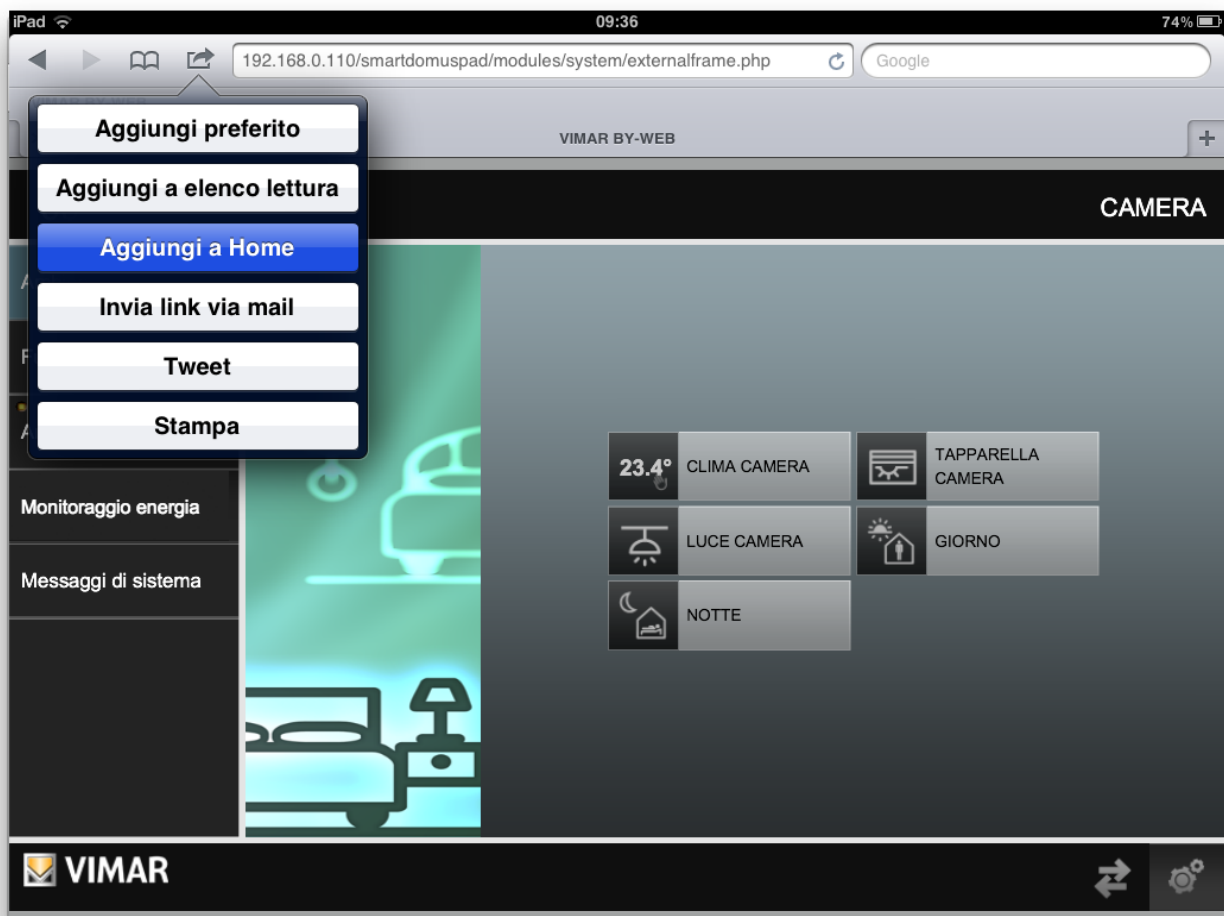 iPad 09:36 74%
192.168.0.110/smartdomuspad/modules/system/externalframe.php Google
VIMAR BY-WEB
Aggiungi preferito
Aggiungi a elenco lettura
Aggiungi a Home
Invia link via mail
Tweet
Stampa
CAMERA
Monitoraggio energia
Messaggi di sistema
23.4° CLIMA CAMERA
TAPPARELLA
CAMERA
LUCE CAMERA
GIORNO
NOTTE
VIMAR